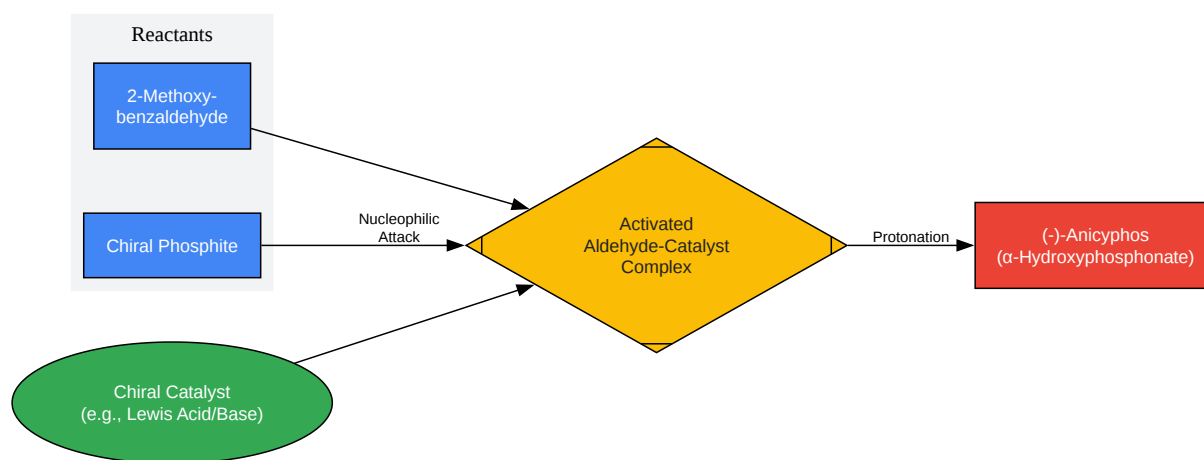 Reactants
2-Methoxy-
benzaldehyde
Chiral Phosphite
Nucleophilic
Attack
Activated
Aldehyde-Catalyst
Complex
Protonation
(-)-Anicyphos
(α-Hydroxyphosphonate)
Chiral Catalyst
(e.g., Lewis Acid/Base)